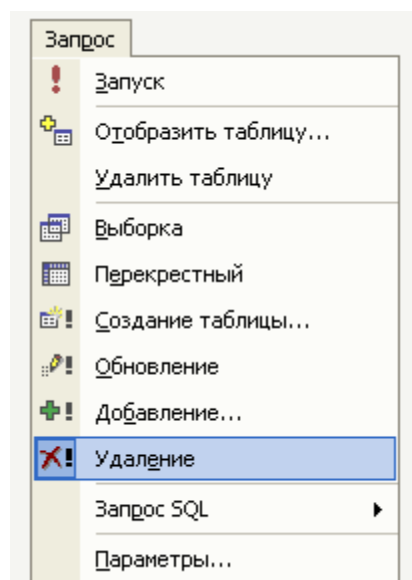 Запрос
Запуск
Отобразить таблицу...
Удалить таблицу
Выборка
Перекрестный
Создание таблицы...
Обновление
Добавление...
Удаление
Запрос SQL
Параметры...